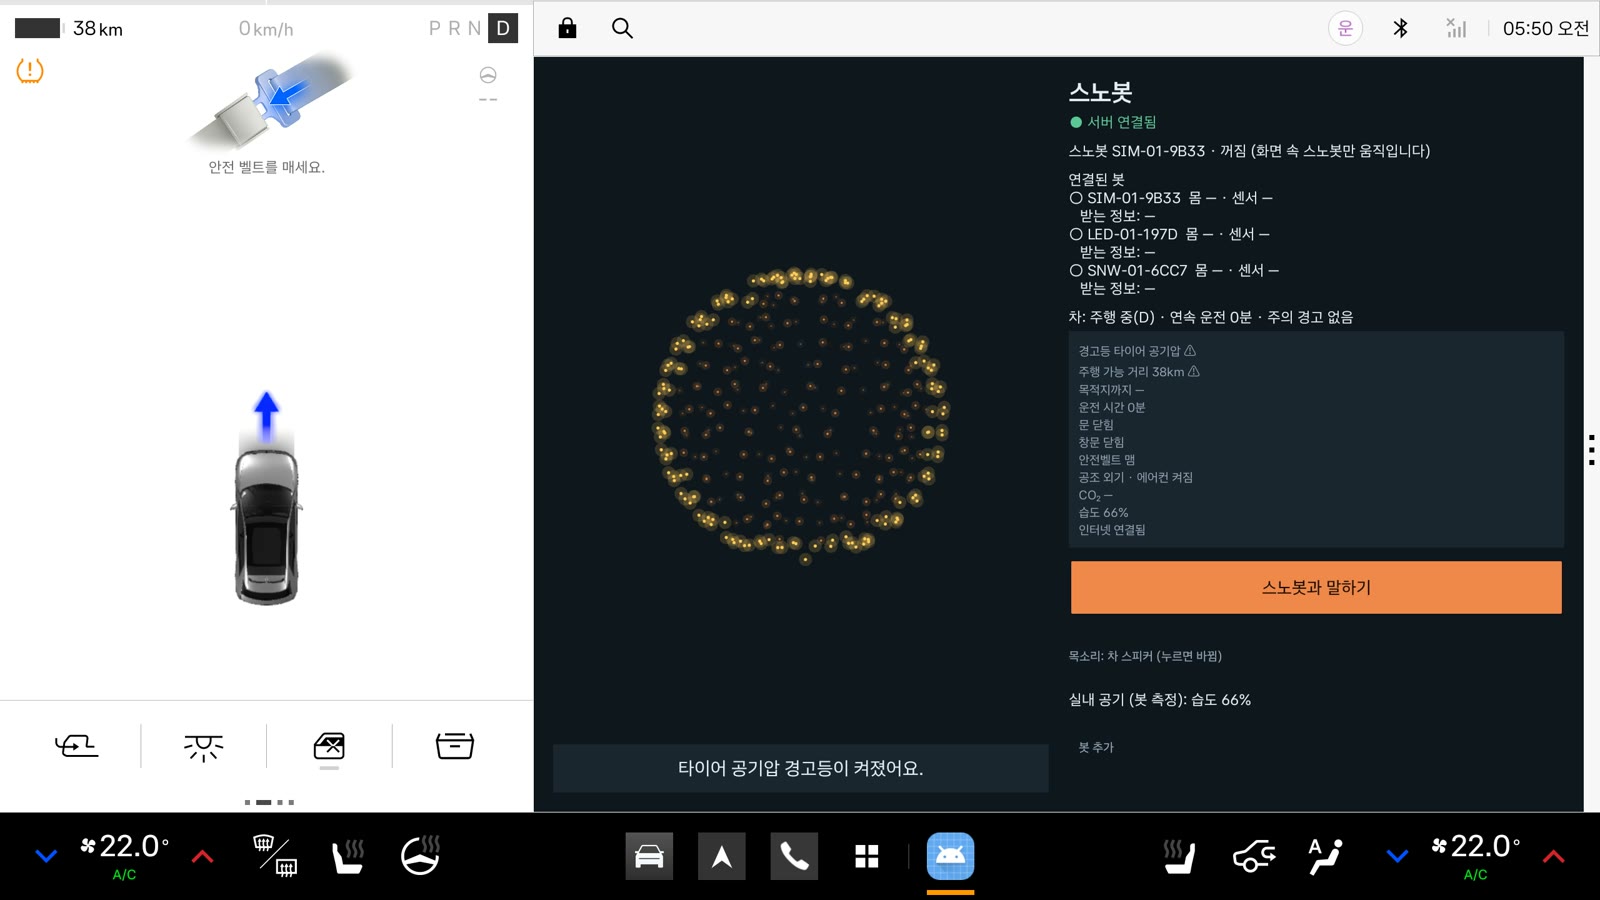 38 km
0 km/h
P R N D
안전 벨트를 매세요.
운
05:50 오전
스노봇
서버 연결됨
스노봇 SIM-01-9B33 · 꺼짐 (화면 속 스노봇만 움직입니다)
연결된 봇
○ SIM-01-9B33 몸 — · 센서 —
받는 정보: —
○ LED-01-197D 몸 — · 센서 —
받는 정보: —
○ SNW-01-6CC7 몸 — · 센서 —
받는 정보: —
차: 주행 중(D) · 연속 운전 0분 · 주의 경고 없음
경고등 타이어 공기압 ⚠
주행 가능 거리 38km ⚠
목적지까지 —
운전 시간 0분
문 닫힘
창문 닫힘
안전벨트 맴
공조 외기 · 에어컨 켜짐
CO₂ —
습도 66%
인터넷 연결됨
스노봇과 말하기
목소리: 차 스피커 (누르면 바뀜)
실내 공기 (봇 측정): 습도 66%
봇 추가
타이어 공기압 경고등이 켜졌어요.
22.0°
A/C
A
22.0°
A/C